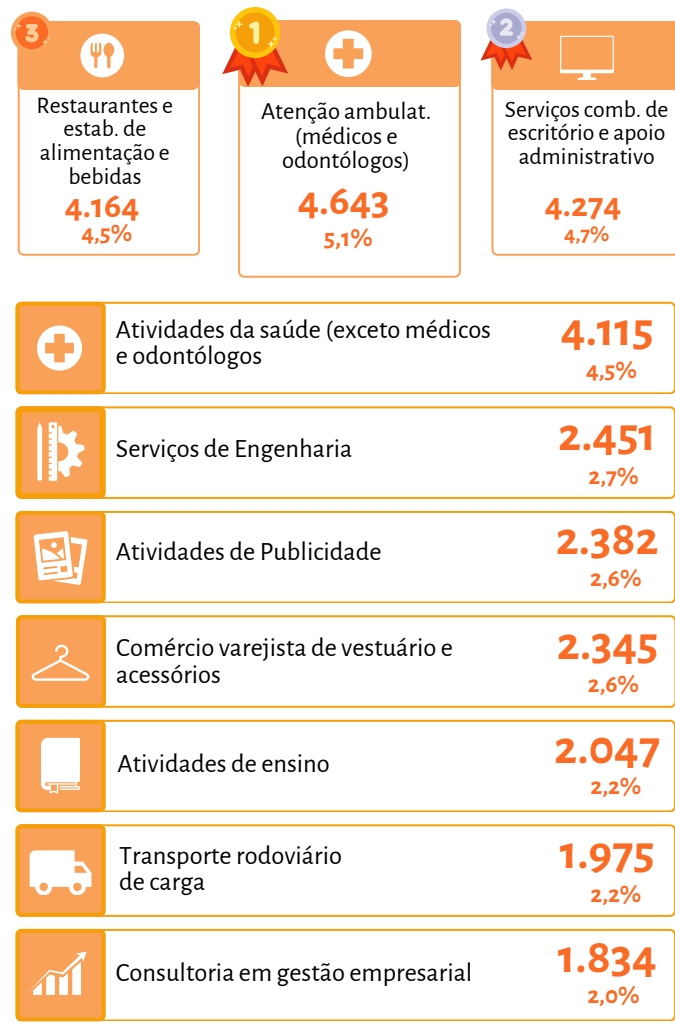 3
Restaurantes e
estab. de
alimentação e
bebidas
4.164
4,5%
1
Atenção ambulat.
(médicos e
odontólogos)
4.643
5,1%
2
Serviços comb. de
escritório e apoio
administrativo
4.274
4,7%
Atividades da saúde (exceto médicos
e odontólogos
4.115
4,5%
Serviços de Engenharia
2.451
2,7%
Atividades de Publicidade
2.382
2,6%
Comércio varejista de vestuário e
acessórios
2.345
2,6%
Atividades de ensino
2.047
2,2%
Transporte rodoviário
de carga
1.975
2,2%
Consultoria em gestão empresarial
1.834
2,0%